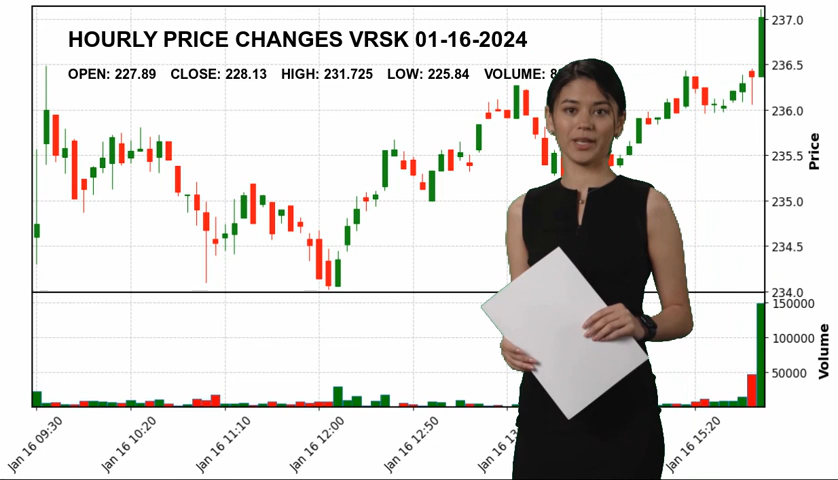 HOURLY PRICE CHANGES VRSK 01-16-2024
OPEN: 227.89 CLOSE: 228.13 HIGH: 231.725 LOW: 225.84 VOLUME:
237.0
236.5
236.0
235.5
235.0
234.5
234.0
Price
150000
100000
50000
Volume
Jan 16 09:30
Jan 16 10:20
Jan 16 11:10
Jan 16 12:00
Jan 16 12:50
Jan 16
Jan 16 15:20